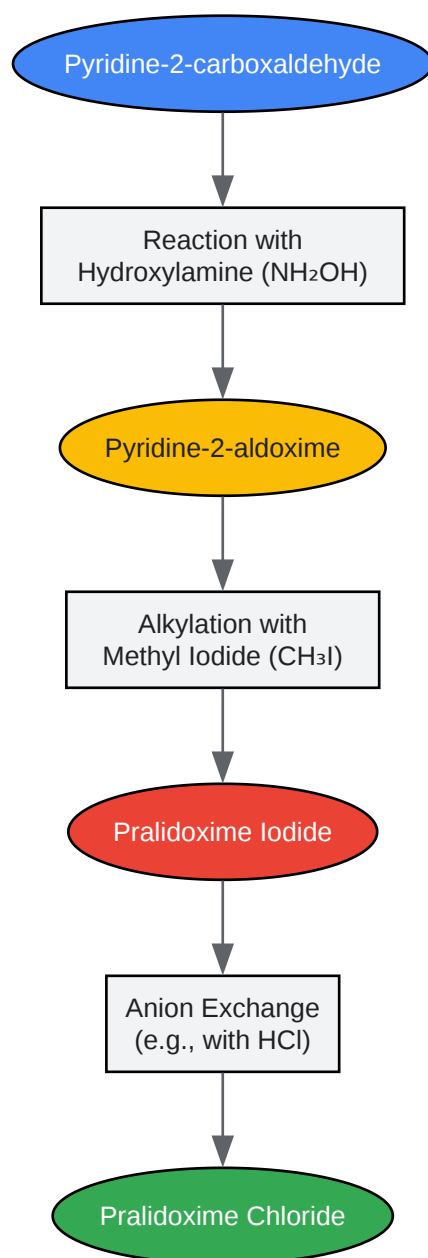 Pyridine-2-carboxaldehyde
Reaction with
Hydroxylamine (NH₂OH)
Pyridine-2-aldoxime
Alkylation with
Methyl Iodide (CH₃I)
Pralidoxime Iodide
Anion Exchange
(e.g., with HCl)
Pralidoxime Chloride